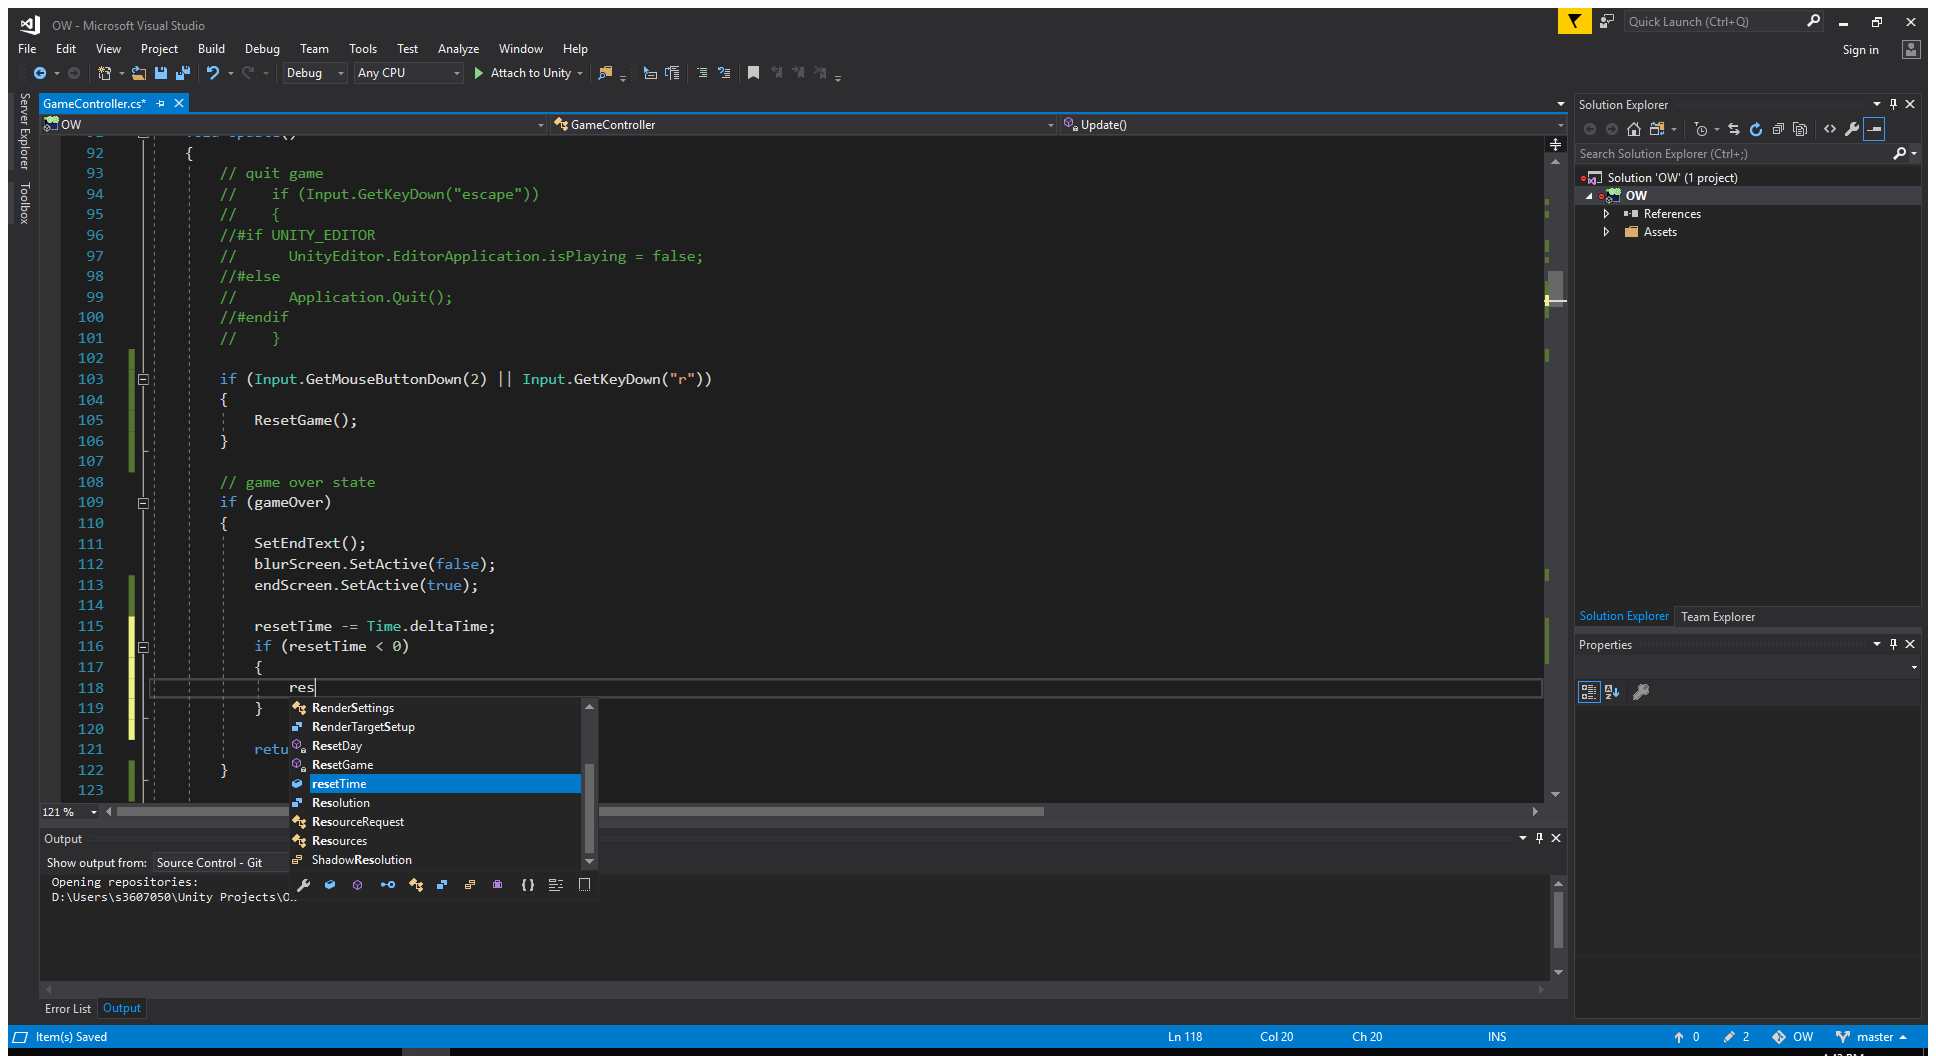 OW - Microsoft Visual Studio
Quick Launch (Ctrl+Q)
File Edit View Project Build Debug Team Tools Test Analyze Window Help
Sign in
Debug Any CPU Attach to Unity
Server Explorer
Toolbox
GameController.cs*
OW GameController Update()
92 {
93 // quit game
94 // if (Input.GetKeyDown("escape"))
95 // {
96 //#if UNITY_EDITOR
97 // UnityEditor.EditorApplication.isPlaying = false;
98 //#else
99 // Application.Quit();
100 //#endif
101 // }
102
103 if (Input.GetMouseButtonDown(2) || Input.GetKeyDown("r"))
104 {
105 ResetGame();
106 }
107
108 // game over state
109 if (gameOver)
110 {
111 SetEndText();
112 blurScreen.SetActive(false);
113 endScreen.SetActive(true);
114
115 resetTime -= Time.deltaTime;
116 if (resetTime < 0)
117 {
118 res
119 }
120
121 retu
122 }
123
RenderSettings
RenderTargetSetup
ResetDay
ResetGame
resetTime
Resolution
ResourceRequest
Resources
ShadowResolution
121 %
Output
Show output from: Source Control - Git
Opening repositories:
D:\Users\s3607050\Unity Projects\O
Error List Output
Solution Explorer
Search Solution Explorer (Ctrl+;)
Solution 'OW' (1 project)
OW
References
Assets
Solution Explorer Team Explorer
Properties
Item(s) Saved Ln 118 Col 20 Ch 20 INS 0 2 OW master